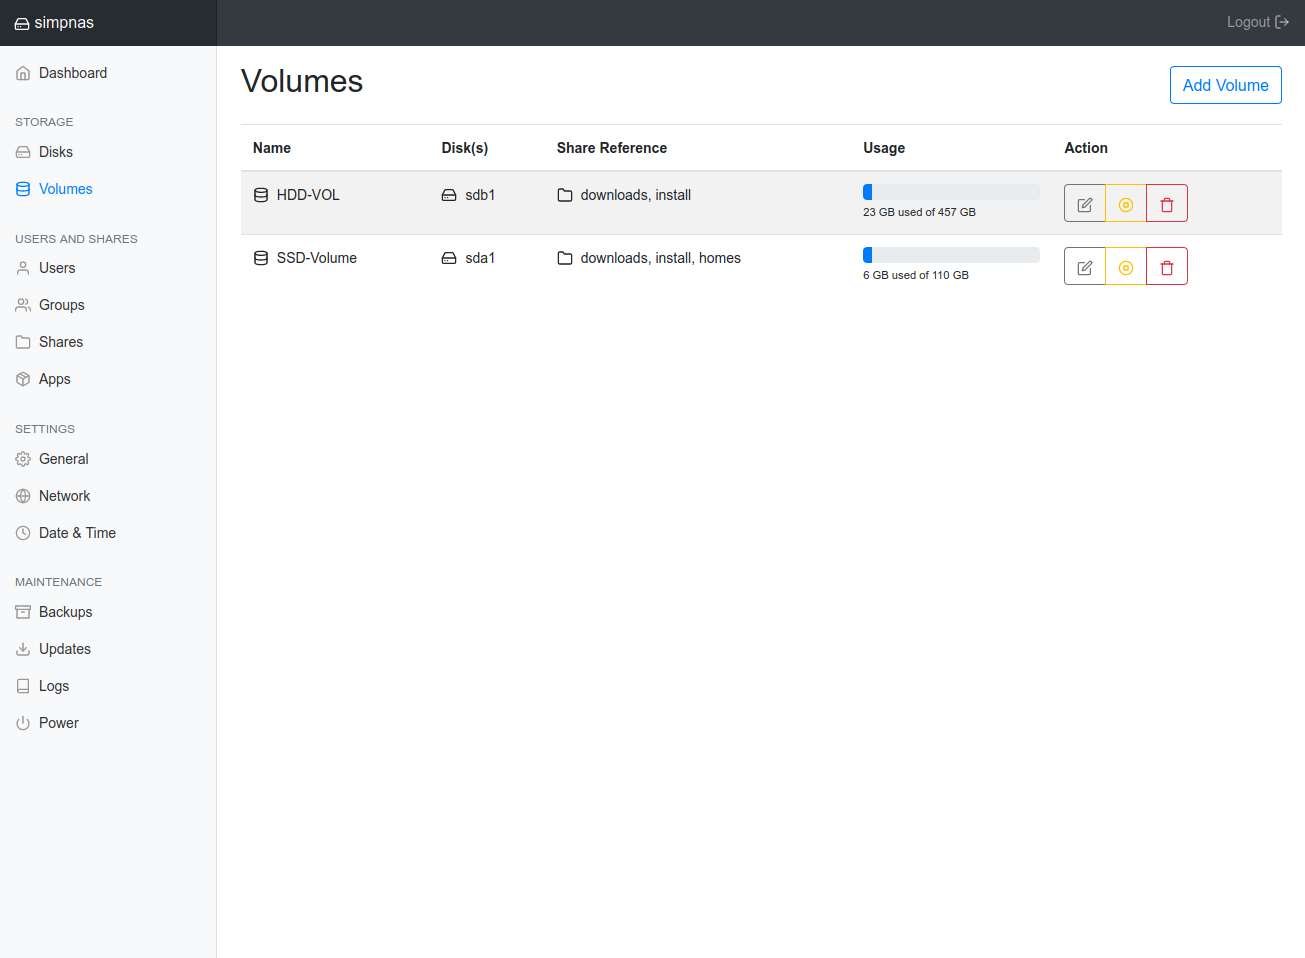 simpnas
Logout
Dashboard
STORAGE
Disks
Volumes
USERS AND SHARES
Users
Groups
Shares
Apps
SETTINGS
General
Network
Date & Time
MAINTENANCE
Backups
Updates
Logs
Power
Volumes
Add Volume
Name Disk(s) Share Reference Usage Action
HDD-VOL sdb1 downloads, install
23 GB used of 457 GB
SSD-Volume sda1 downloads, install, homes
6 GB used of 110 GB